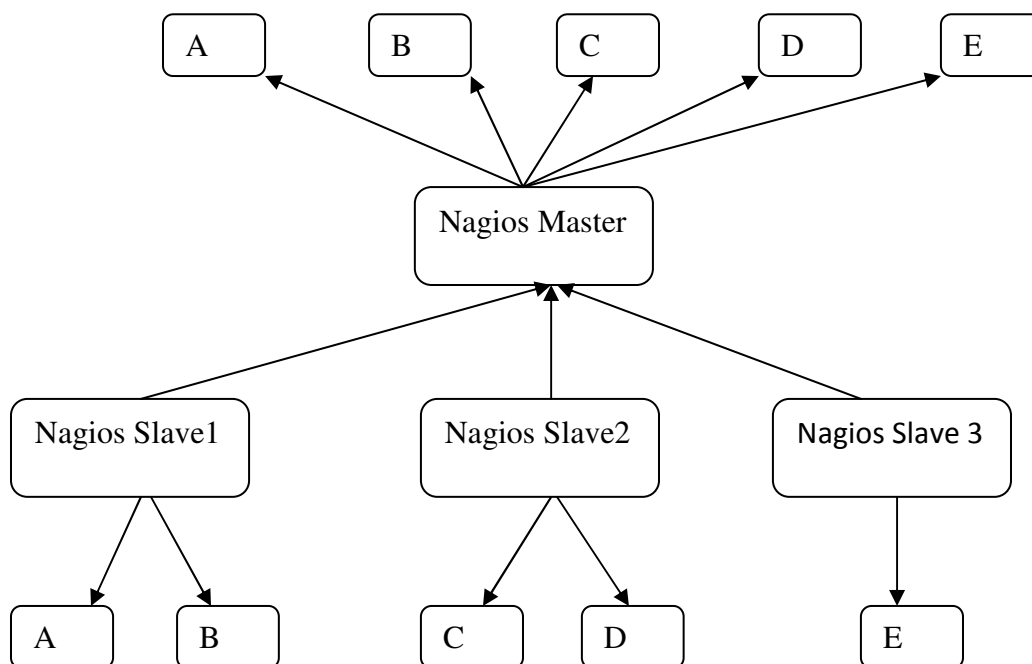 A
B
C
D
E
Nagios Master
Nagios Slave1
Nagios Slave2
Nagios Slave 3
A
B
C
D
E